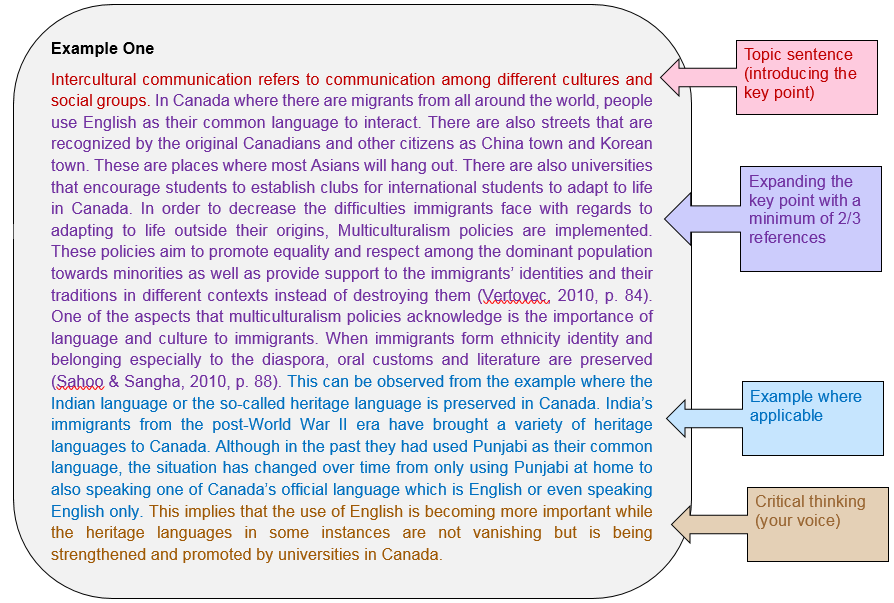 Example One
Intercultural communication refers to communication among different cultures and
social groups. In Canada where there are migrants from all around the world, people
use English as their common language to interact. There are also streets that are
recognized by the original Canadians and other citizens as China town and Korean
town. These are places where most Asians will hang out. There are also universities
that encourage students to establish clubs for international students to adapt to life
in Canada. In order to decrease the difficulties immigrants face with regards to
adapting to life outside their origins, Multiculturalism policies are implemented.
These policies aim to promote equality and respect among the dominant population
towards minorities as well as provide support to the immigrants’ identities and their
traditions in different contexts instead of destroying them (Vertovec, 2010, p. 84).
One of the aspects that multiculturalism policies acknowledge is the importance of
language and culture to immigrants. When immigrants form ethnicity identity and
belonging especially to the diaspora, oral customs and literature are preserved
(Sahoo & Sangha, 2010, p. 88). This can be observed from the example where the
Indian language or the so-called heritage language is preserved in Canada. India’s
immigrants from the post-World War II era have brought a variety of heritage
languages to Canada. Although in the past they had used Punjabi as their common
language, the situation has changed over time from only using Punjabi at home to
also speaking one of Canada’s official language which is English or even speaking
English only. This implies that the use of English is becoming more important while
the heritage languages in some instances are not vanishing but is being
strengthened and promoted by universities in Canada.
Topic sentence
(introducing the
key point)
Expanding the
key point with a
minimum of 2/3
references
Example where
applicable
Critical thinking
(your voice)